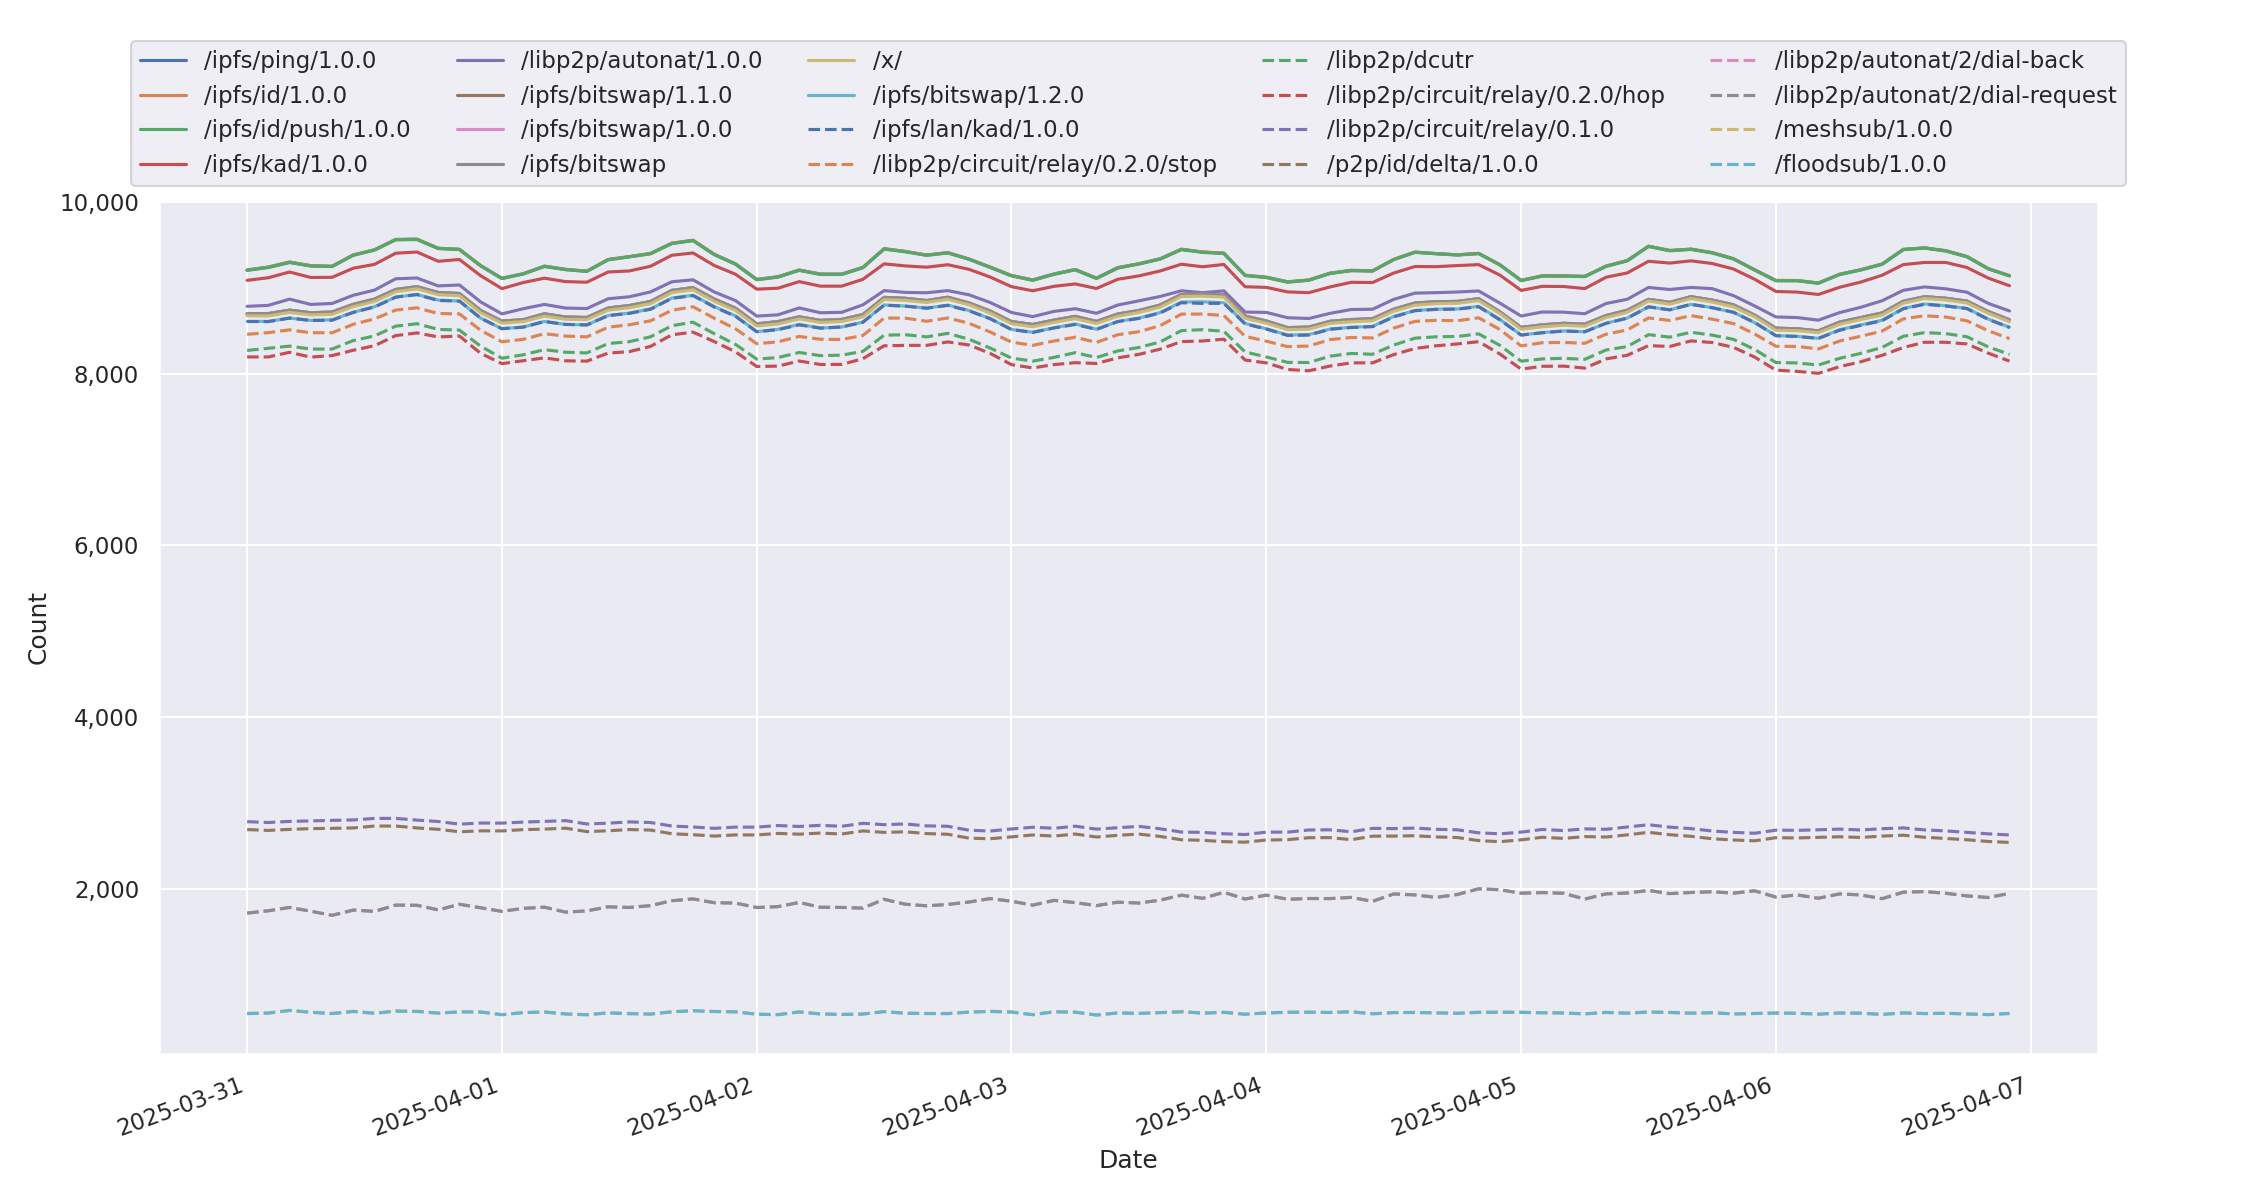 /ipfs/ping/1.0.0
/ipfs/id/1.0.0
/ipfs/id/push/1.0.0
/ipfs/kad/1.0.0
/libp2p/autonat/1.0.0
/ipfs/bitswap/1.1.0
/ipfs/bitswap/1.0.0
/ipfs/bitswap
/x/
/ipfs/bitswap/1.2.0
/ipfs/lan/kad/1.0.0
/libp2p/circuit/relay/0.2.0/stop
/libp2p/dcutr
/libp2p/circuit/relay/0.2.0/hop
/libp2p/circuit/relay/0.1.0
/p2p/id/delta/1.0.0
/libp2p/autonat/2/dial-back
/libp2p/autonat/2/dial-request
/meshsub/1.0.0
/floodsub/1.0.0
10,000
8,000
6,000
4,000
2,000
Count
2025-03-31
2025-04-01
2025-04-02
2025-04-03
2025-04-04
2025-04-05
2025-04-06
2025-04-07
Date